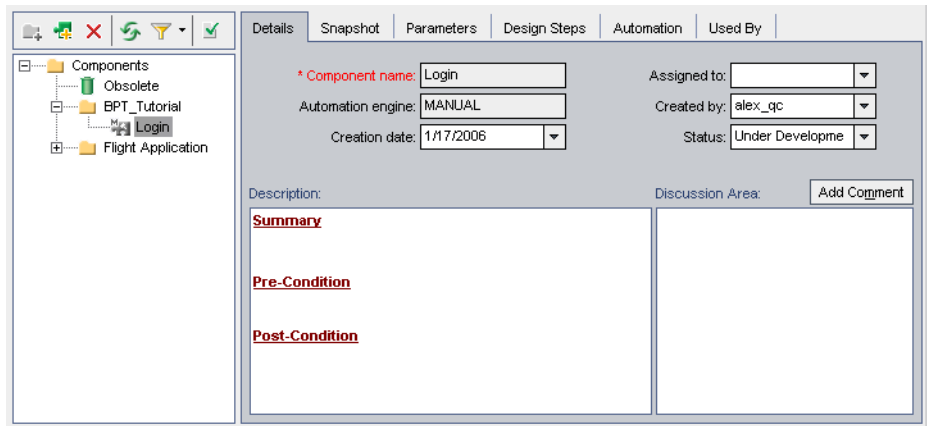 Details Snapshot Parameters Design Steps Automation Used By
Components
Obsolete
BPT_Tutorial
Login
Flight Application
* Component name: Login
Assigned to:
Automation engine: MANUAL
Created by: alex_qc
Creation date: 1/17/2006
Status: Under Developme
Description:
Discussion Area:
Add Comment
Summary
Pre-Condition
Post-Condition